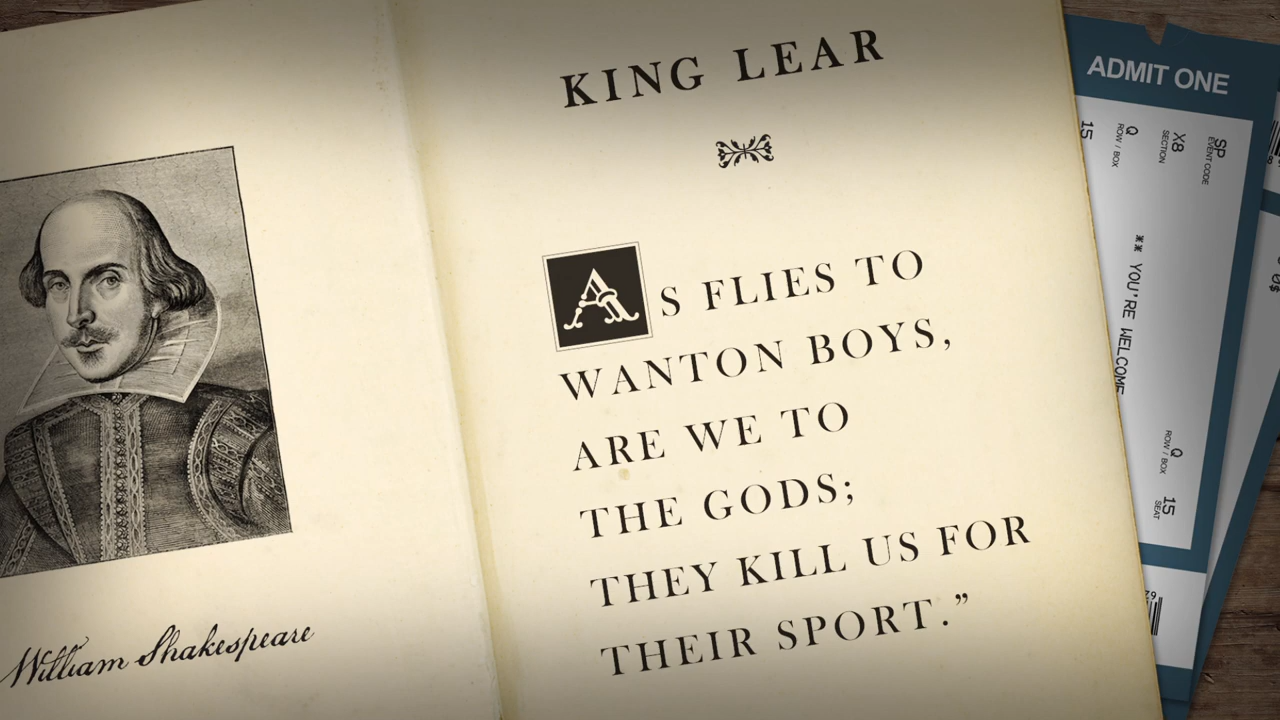 William Shakespeare
KING LEAR
AS FLIES TO
WANTON BOYS,
ARE WE TO
THE GODS;
THEY KILL US FOR
THEIR SPORT.”
ADMIT ONE
SP
EVENT CODE
X8
SECTION
Q
ROW / BOX
15
** YOU'RE WELCOME
Q
ROW / BOX
15
SEAT